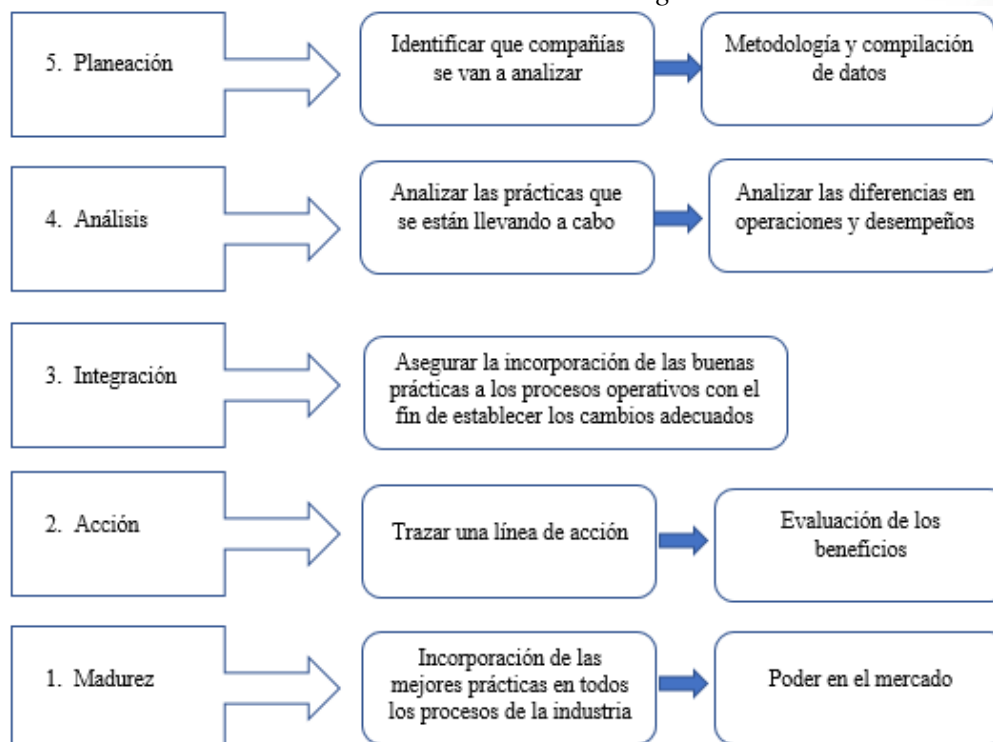 5. Planeación
Identificar que compañías
se van a analizar
Metodología y compilación
de datos
4. Análisis
Analizar las prácticas que
se están llevando a cabo
Analizar las diferencias en
operaciones y desempeños
3. Integración
Asegurar la incorporación de las buenas
prácticas a los procesos operativos con el
fin de establecer los cambios adecuados
2. Acción
Trazar una línea de acción
Evaluación de los
beneficios
1. Madurez
Incorporación de las
mejores prácticas en todos
los procesos de la industria
Poder en el mercado